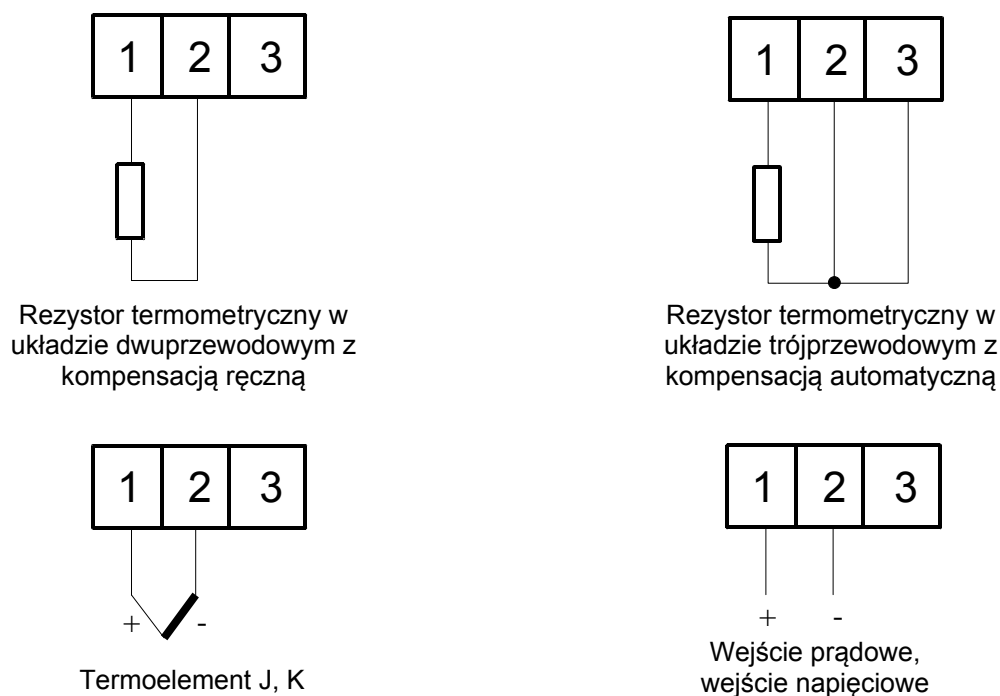 1 2 3
Rezystor termometryczny w
układzie dwuprzewodowym z
kompensacją ręczną
1 2 3
Rezystor termometryczny w
układzie trójprzewodowym z
kompensacją automatyczną
1 2 3
+ -
Termoelement J, K
1 2 3
+ -
Wejście prądowe,
wejście napięciowe